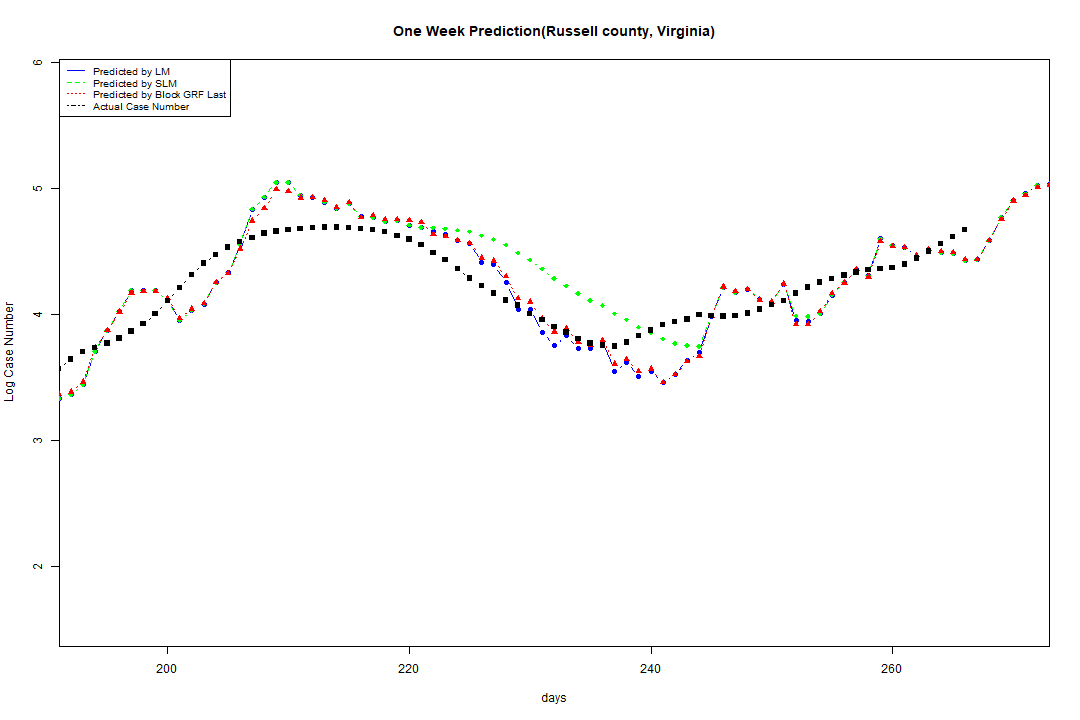 One Week Prediction(Russell county, Virginia)
Predicted by LM
Predicted by SLM
Predicted by Block GRF Last
Actual Case Number
6
5
4
3
2
Log Case Number
200 220 240 260
days